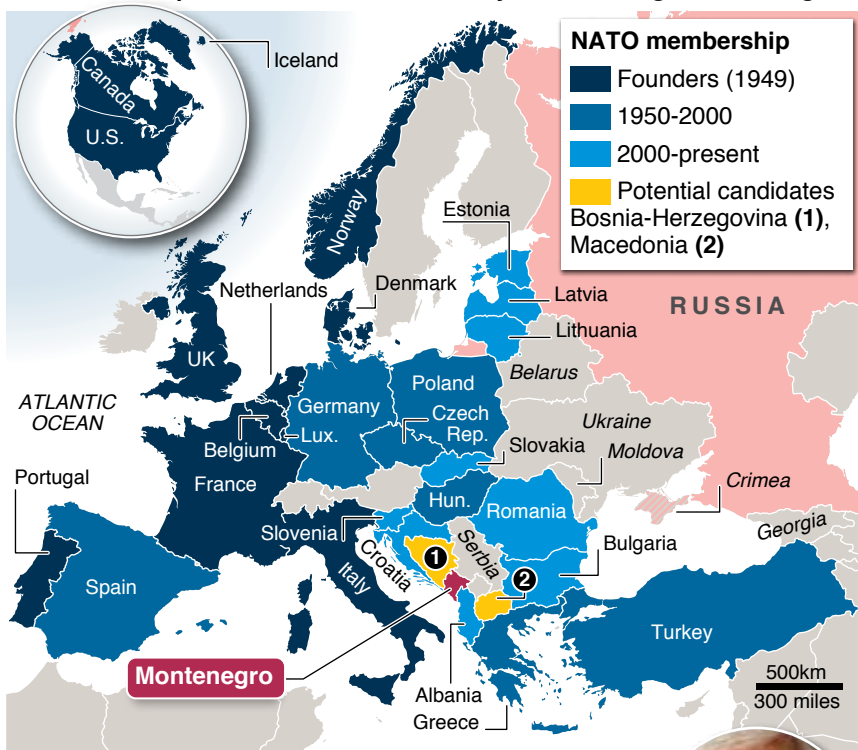 Iceland
Canada
U.S.
NATO membership
Founders (1949)
1950-2000
2000-present
Potential candidates
Bosnia-Herzegovina (1),
Macedonia (2)
Norway
Estonia
Denmark
Netherlands
Latvia
RUSSIA
Lithuania
UK
Belarus
Poland
ATLANTIC
OCEAN
Germany
Czech
Rep.
Ukraine
Lux.
Belgium
Slovakia
Moldova
Portugal
France
Crimea
Hun.
Romania
Georgia
Slovenia
Bulgaria
Croatia
1
Serbia
2
Italy
Spain
Turkey
Montenegro
500km
300 miles
Albania
Greece